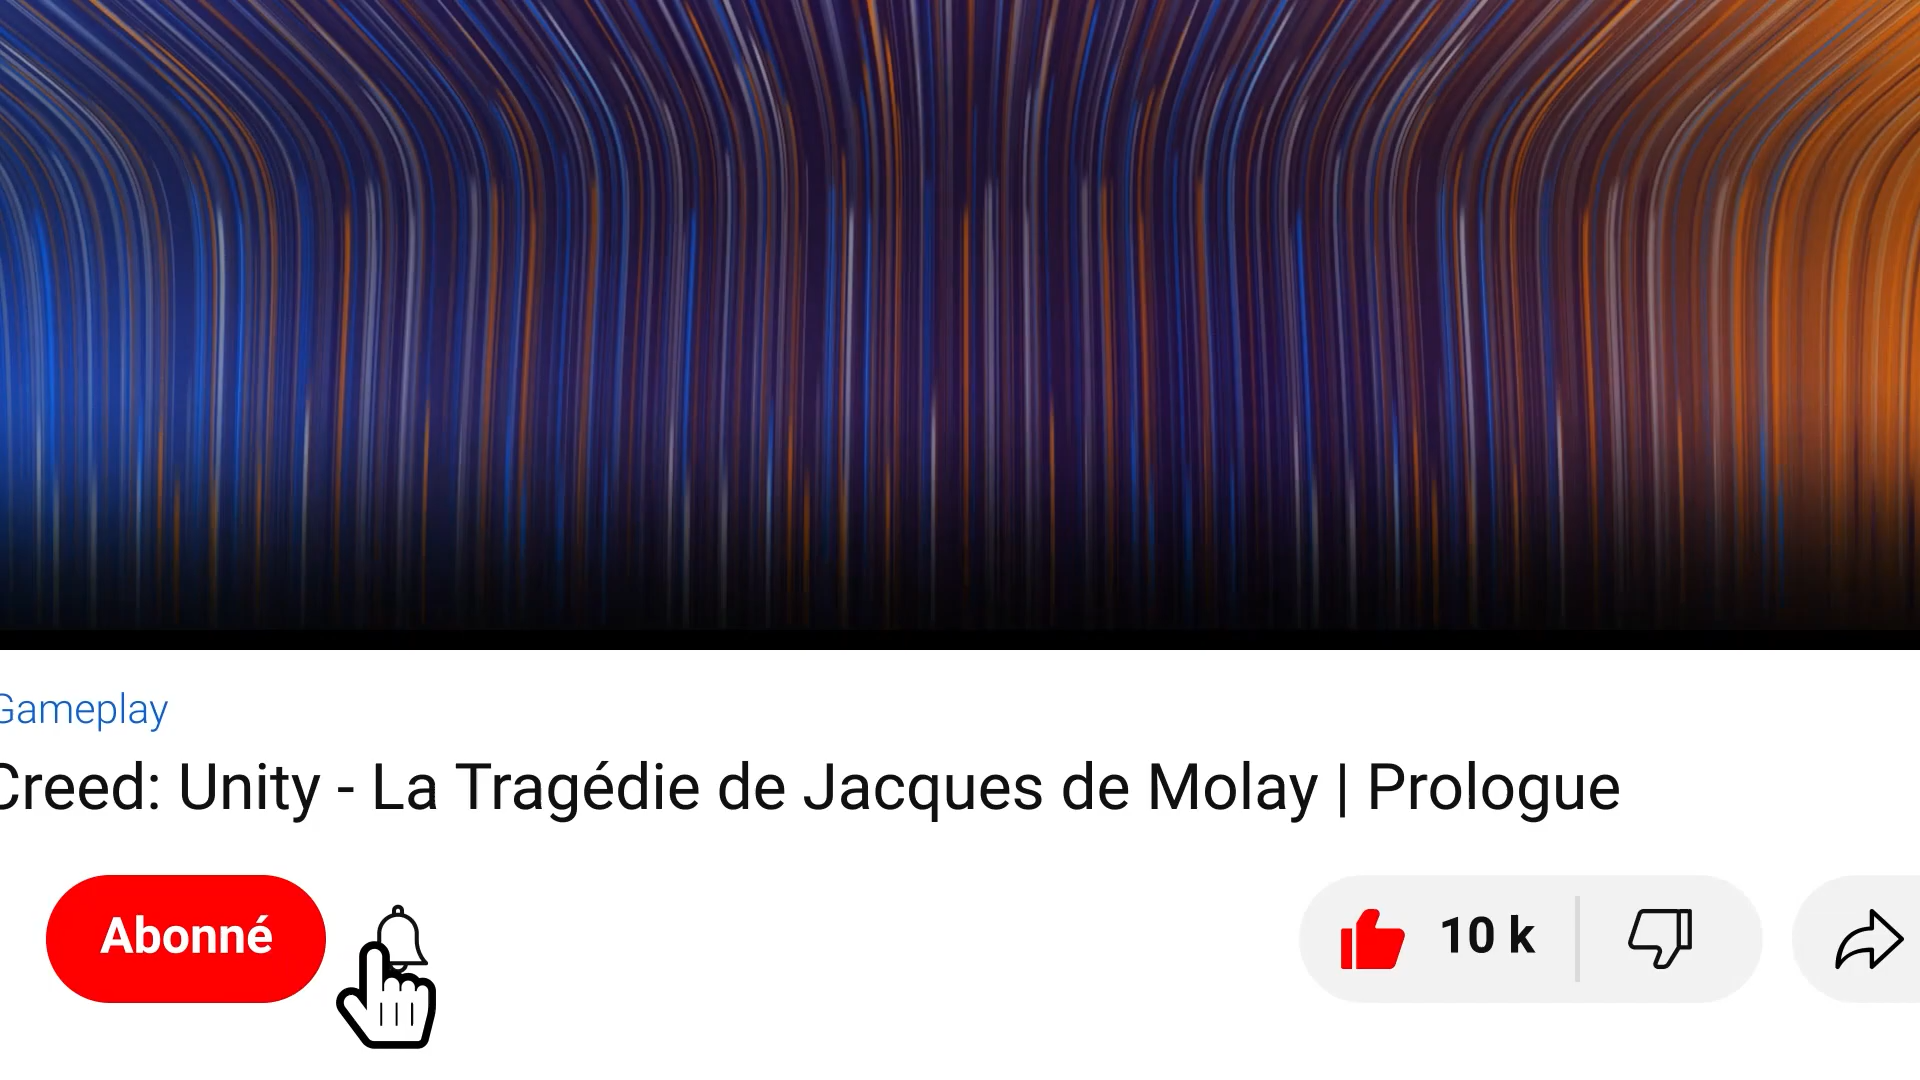 Gameplay
Creed: Unity - La Tragédie de Jacques de Molay | Prologue
Abonné
10 k